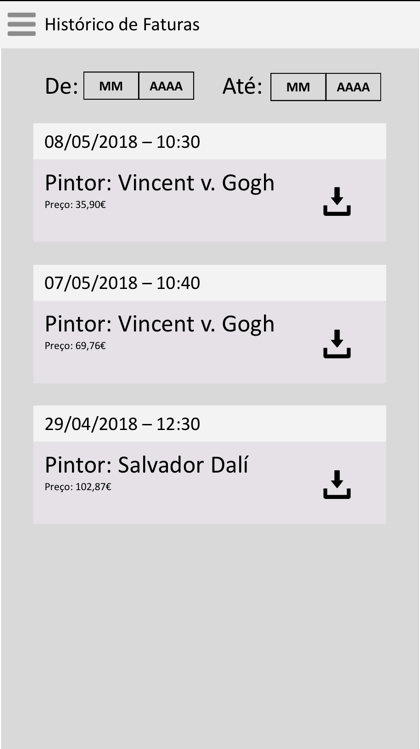 Histórico de Faturas
De: MM AAAA Até: MM AAAA
08/05/2018 – 10:30
Pintor: Vincent v. Gogh
Preço: 35,90€
07/05/2018 – 10:40
Pintor: Vincent v. Gogh
Preço: 69,76€
29/04/2018 – 12:30
Pintor: Salvador Dalí
Preço: 102,87€